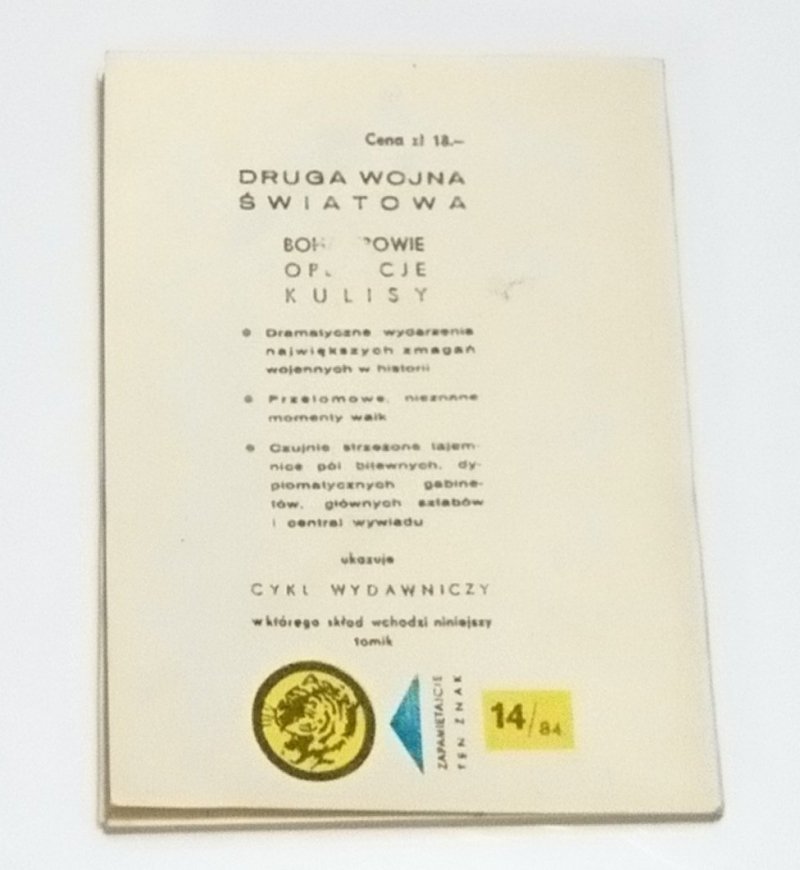 Cena zł 18.—
DRUGA WOJNA
ŚWIATOWA
KULISY
Dramatyczne wydarzenia
największych zmagań
wojennych w historii
Przełomowe, nieznane
momenty walk
Czujnie strzeżone tajem-
nice pól bitewnych, dy-
plomatycznych gabine-
tów, głównych sztabów
i central wywiadu
ukazuje
CYKL WYDAWNICZY
w którego skład wchodzi niniejszy
tomik
ZAPAMIĘTAJCIE
TEN ZNAK
14/84